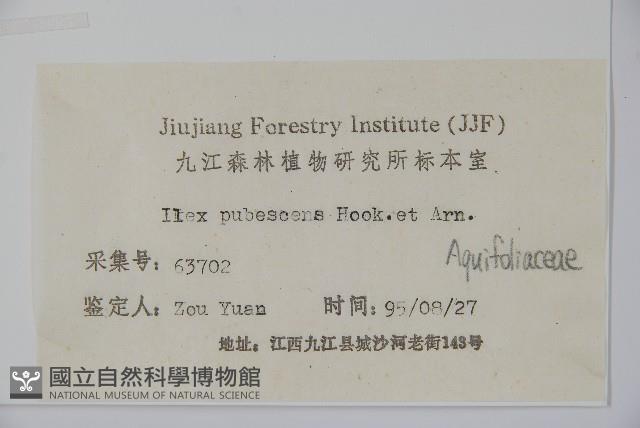 Jiujiang Forestry Institute (JJF)
九江森林植物研究所标本室
Ilex pubescens Hook.et Arn.
采集号: 63702
Aquifoliaceae
鉴定人: Zou Yuan 时间: 95/08/27
地址: 江西九江县城沙河老街143号
國立自然科學博物館
NATIONAL MUSEUM OF NATURAL SCIENCE